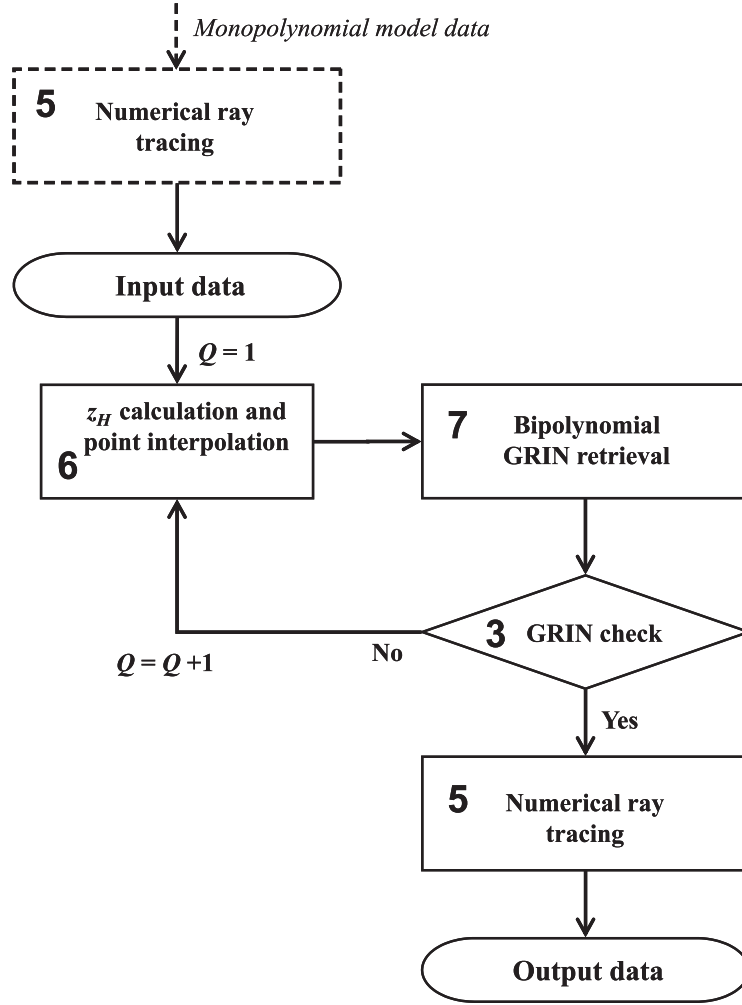 Monopolynomial model data
5 Numerical ray
tracing
Input data
Q = 1
z_H calculation and
point interpolation
6
7 Bipolynomial
GRIN retrieval
3 GRIN check
No
Q = Q +1
Yes
5 Numerical ray
tracing
Output data